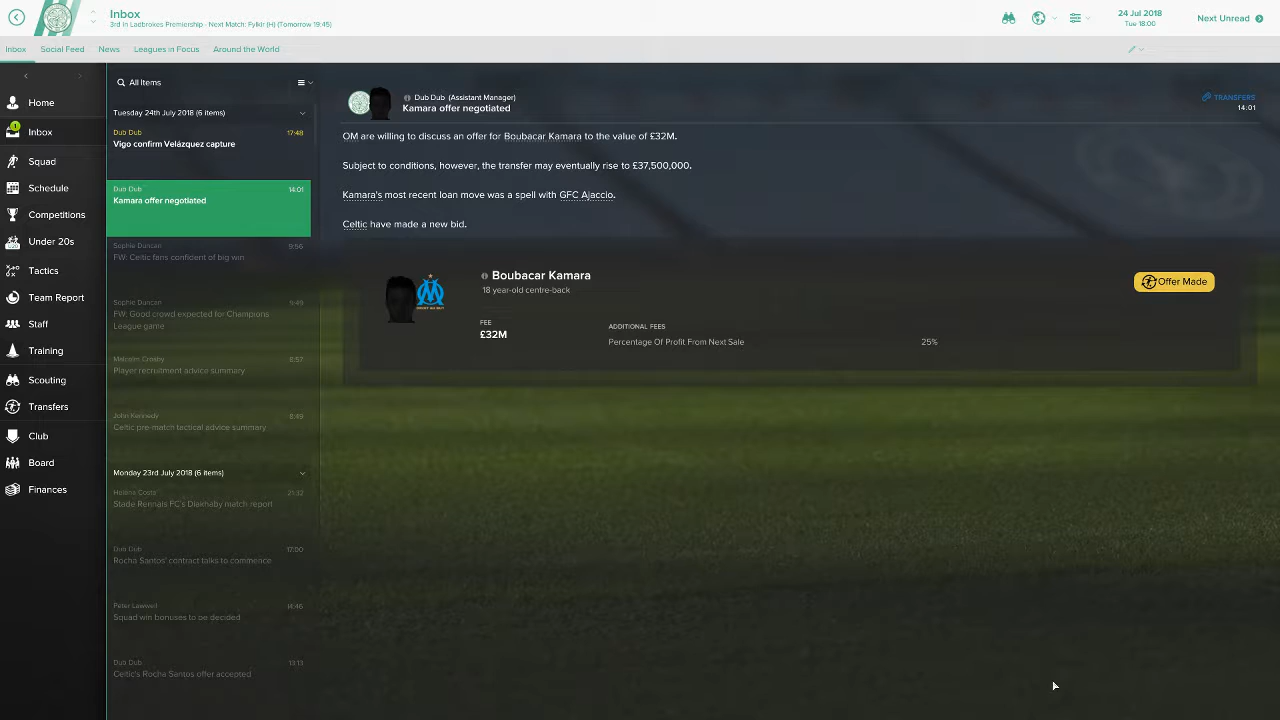 Inbox
3rd in Ladbrokes Premiership - Next Match: Fylkir (H) (Tomorrow 19:45)
24 Jul 2018
Tue 18:00
Next Unread
Inbox
Social Feed
News
Leagues in Focus
Around the World
Home
1
Inbox
Squad
Schedule
Competitions
Under 20s
Tactics
Team Report
Staff
Training
Scouting
Transfers
Club
Board
Finances
All Items
Tuesday 24th July 2018 (6 items)
Dub Dub 17:48
Vigo confirm Velázquez capture
Dub Dub 14:01
Kamara offer negotiated
Sophie Duncan 9:56
FW: Celtic fans confident of big win
Sophie Duncan 9:49
FW: Good crowd expected for Champions
League game
Malcolm Crosby 8:57
Player recruitment advice summary
John Kennedy 8:49
Celtic pre-match tactical advice summary
Monday 23rd July 2018 (6 items)
Hélène Costa 21:32
Stade Rennais FC's Diakhaby match report
Dub Dub 17:00
Rocha Santos' contract talks to commence
Peter Lawwell 14:46
Squad win bonuses to be decided
Dub Dub 13:13
Celtic's Rocha Santos offer accepted
Dub Dub (Assistant Manager)
Kamara offer negotiated
TRANSFERS
14:01
OM are willing to discuss an offer for Boubacar Kamara to the value of £32M.
Subject to conditions, however, the transfer may eventually rise to £37,500,000.
Kamara's most recent loan move was a spell with GFC Ajaccio.
Celtic have made a new bid.
Boubacar Kamara
18 year-old centre-back
Offer Made
FEE
£32M
ADDITIONAL FEES
Percentage Of Profit From Next Sale 25%